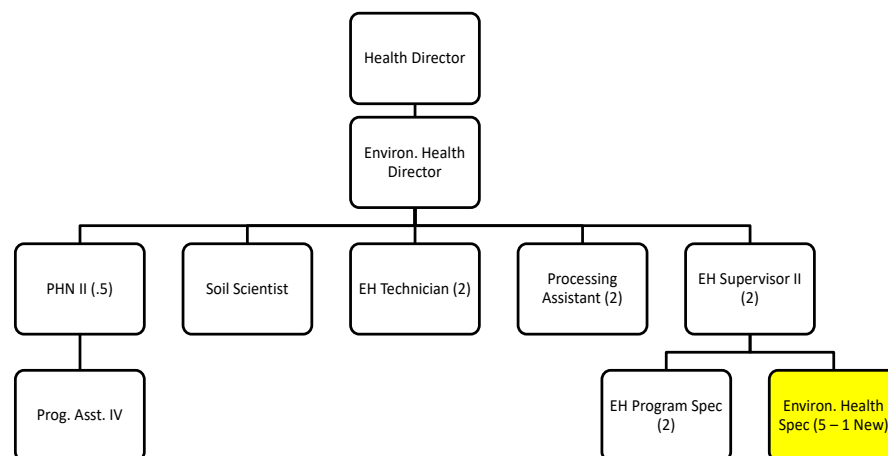 Health Director
Environ. Health
Director
PHN II (.5)
Soil Scientist
EH Technician (2)
Processing
Assistant (2)
EH Supervisor II
(2)
Prog. Asst. IV
EH Program Spec
(2)
Environ. Health
Spec (5 – 1 New)